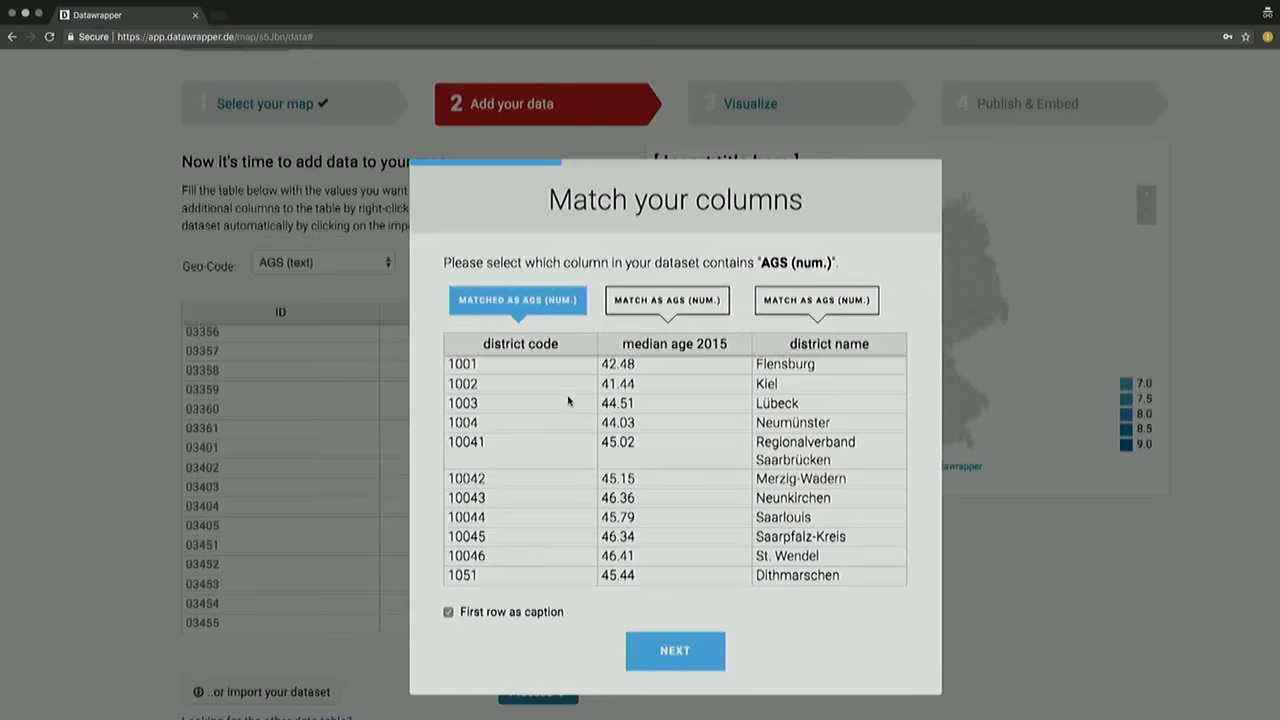 Datawrapper
Secure | https://app.datawrapper.de/map/s5Jbn/data#
1 Select your map ✔
2 Add your data
3 Visualize
4 Publish & Embed
Now it's time to add data to your
Fill the table below with the values you want
additional columns to the table by right-click
dataset automatically by clicking on the imp
Geo-Code: AGS (text)
ID
03356
03357
03358
03359
03360
03361
03401
03402
03403
03404
03405
03451
03452
03453
03454
03455
..or import your dataset
Match your columns
Please select which column in your dataset contains "AGS (num.)".
MATCHED AS AGS (NUM.) MATCH AS AGS (NUM.) MATCH AS AGS (NUM.)
district code median age 2015 district name
1001 42.48 Flensburg
1002 41.44 Kiel
1003 44.51 Lübeck
1004 44.03 Neumünster
10041 45.02 Regionalverband
Saarbrücken
10042 45.15 Merzig-Wadern
10043 46.36 Neunkirchen
10044 45.79 Saarlouis
10045 46.34 Saarpfalz-Kreis
10046 46.41 St. Wendel
1051 45.44 Dithmarschen
First row as caption
NEXT
7.0
7.5
8.0
8.5
9.0
awrapper